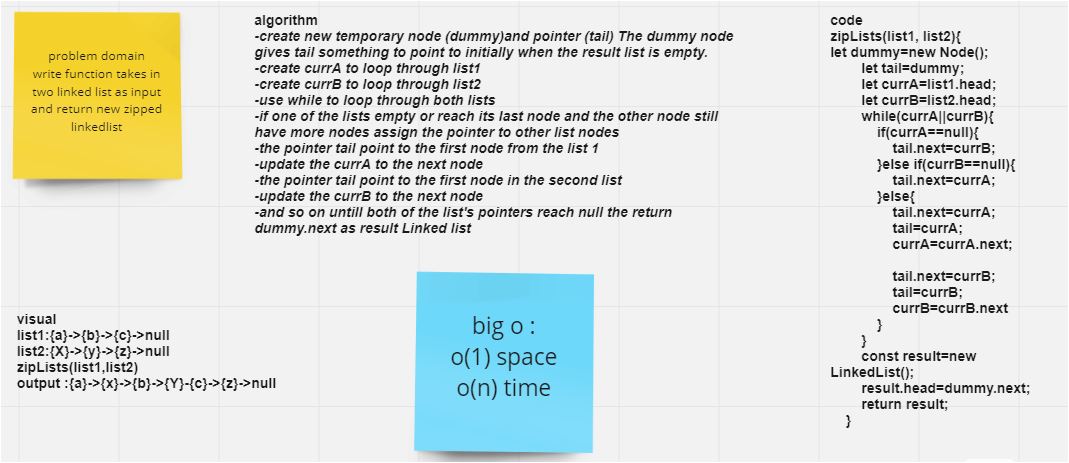 problem domain
write function takes in
two linked list as input
and return new zipped
linkedlist
algorithm
-create new temporary node (dummy)and pointer (tail) The dummy node
gives tail something to point to initially when the result list is empty.
-create currA to loop through list1
-create currB to loop through list2
-use while to loop through both lists
-if one of the lists empty or reach its last node and the other node still
have more nodes assign the pointer to other list nodes
-the pointer tail point to the first node from the list 1
-update the currA to the next node
-the pointer tail point to the first node in the second list
-update the currB to the next node
-and so on untill both of the list's pointers reach null the return
dummy.next as result Linked list
visual
list1:{a}->{b}->{c}->null
list2:{X}->{y}->{z}->null
zipLists(list1,list2)
output :{a}->{x}->{b}->{Y}-{c}->{z}->null
big o :
o(1) space
o(n) time
code
zipLists(list1, list2){
let dummy=new Node();
let tail=dummy;
let currA=list1.head;
let currB=list2.head;
while(currA||currB){
if(currA==null){
tail.next=currB;
}else if(currB==null){
tail.next=currA;
}else{
tail.next=currA;
tail=currA;
currA=currA.next;
tail.next=currB;
tail=currB;
currB=currB.next
}
}
const result=new
LinkedList();
result.head=dummy.next;
return result;
}